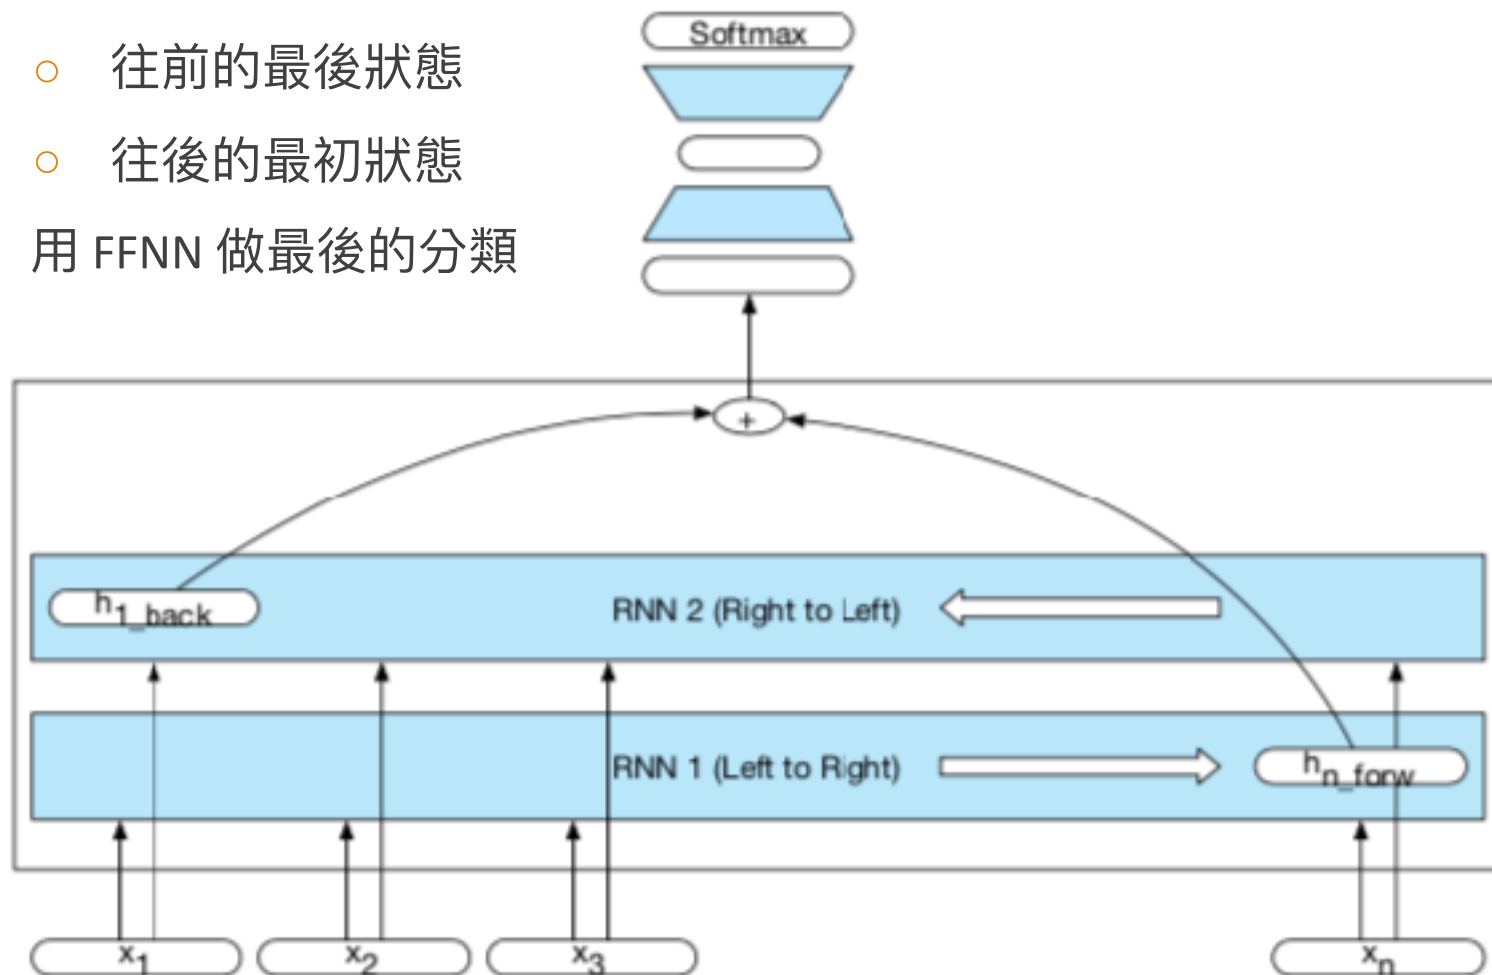 往前的最後狀態
往後的最初狀態
用 FFNN 做最後的分類
Softmax
+
h1_back
RNN 2 (Right to Left)
RNN 1 (Left to Right)
hn_forw
x1
x2
x3
xn